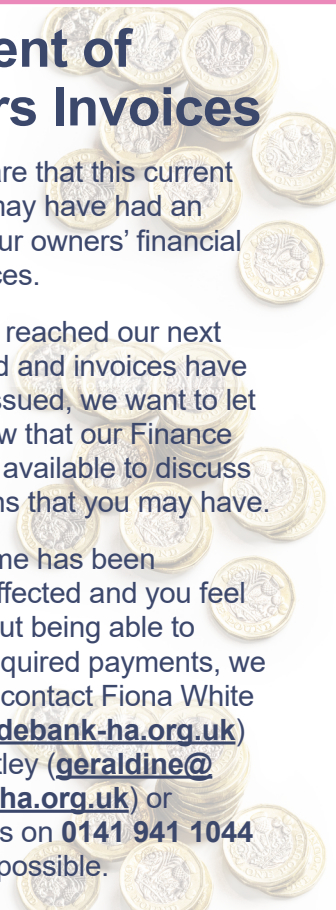 ent of
rs Invoices
are that this current
may have had an
our owners' financial
ces.
reached our next
d and invoices have
ssued, we want to let
w that our Finance
available to discuss
ns that you may have.
me has been
ffected and you feel
ut being able to
quired payments, we
contact Fiona White
debank-ha.org.uk)
tley (geraldine@
ha.org.uk) or
s on 0141 941 1044
possible.